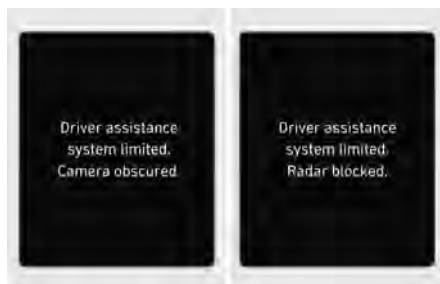 Driver assistance
system limited.
Camera obscured.
Driver assistance
system limited.
Radar blocked.